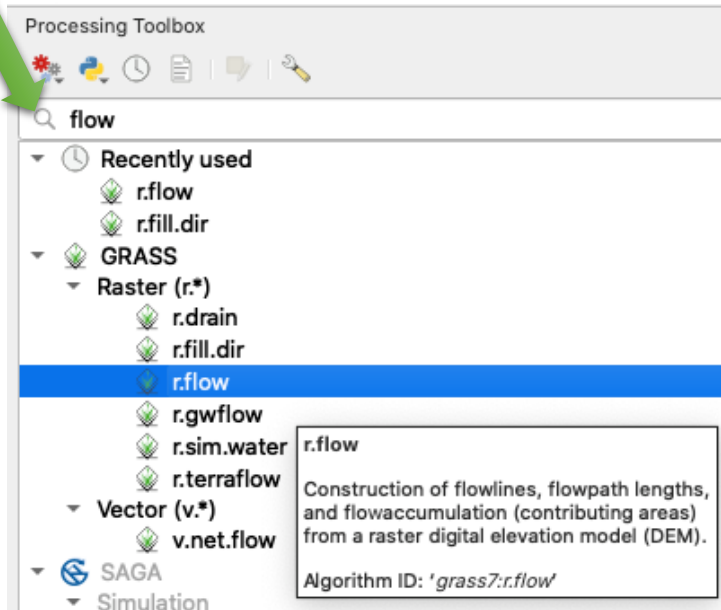 Processing Toolbox
flow
Recently used
r.flow
r.fill.dir
GRASS
Raster (r.*)
r.drain
r.fill.dir
r.flow
r.gwflow
r.sim.water
r.terraflow
Vector (v.*)
v.net.flow
SAGA
Simulation
r.flow
Construction of flowlines, flowpath lengths,
and flowaccumulation (contributing areas)
from a raster digital elevation model (DEM).
Algorithm ID: 'grass7:r.flow'